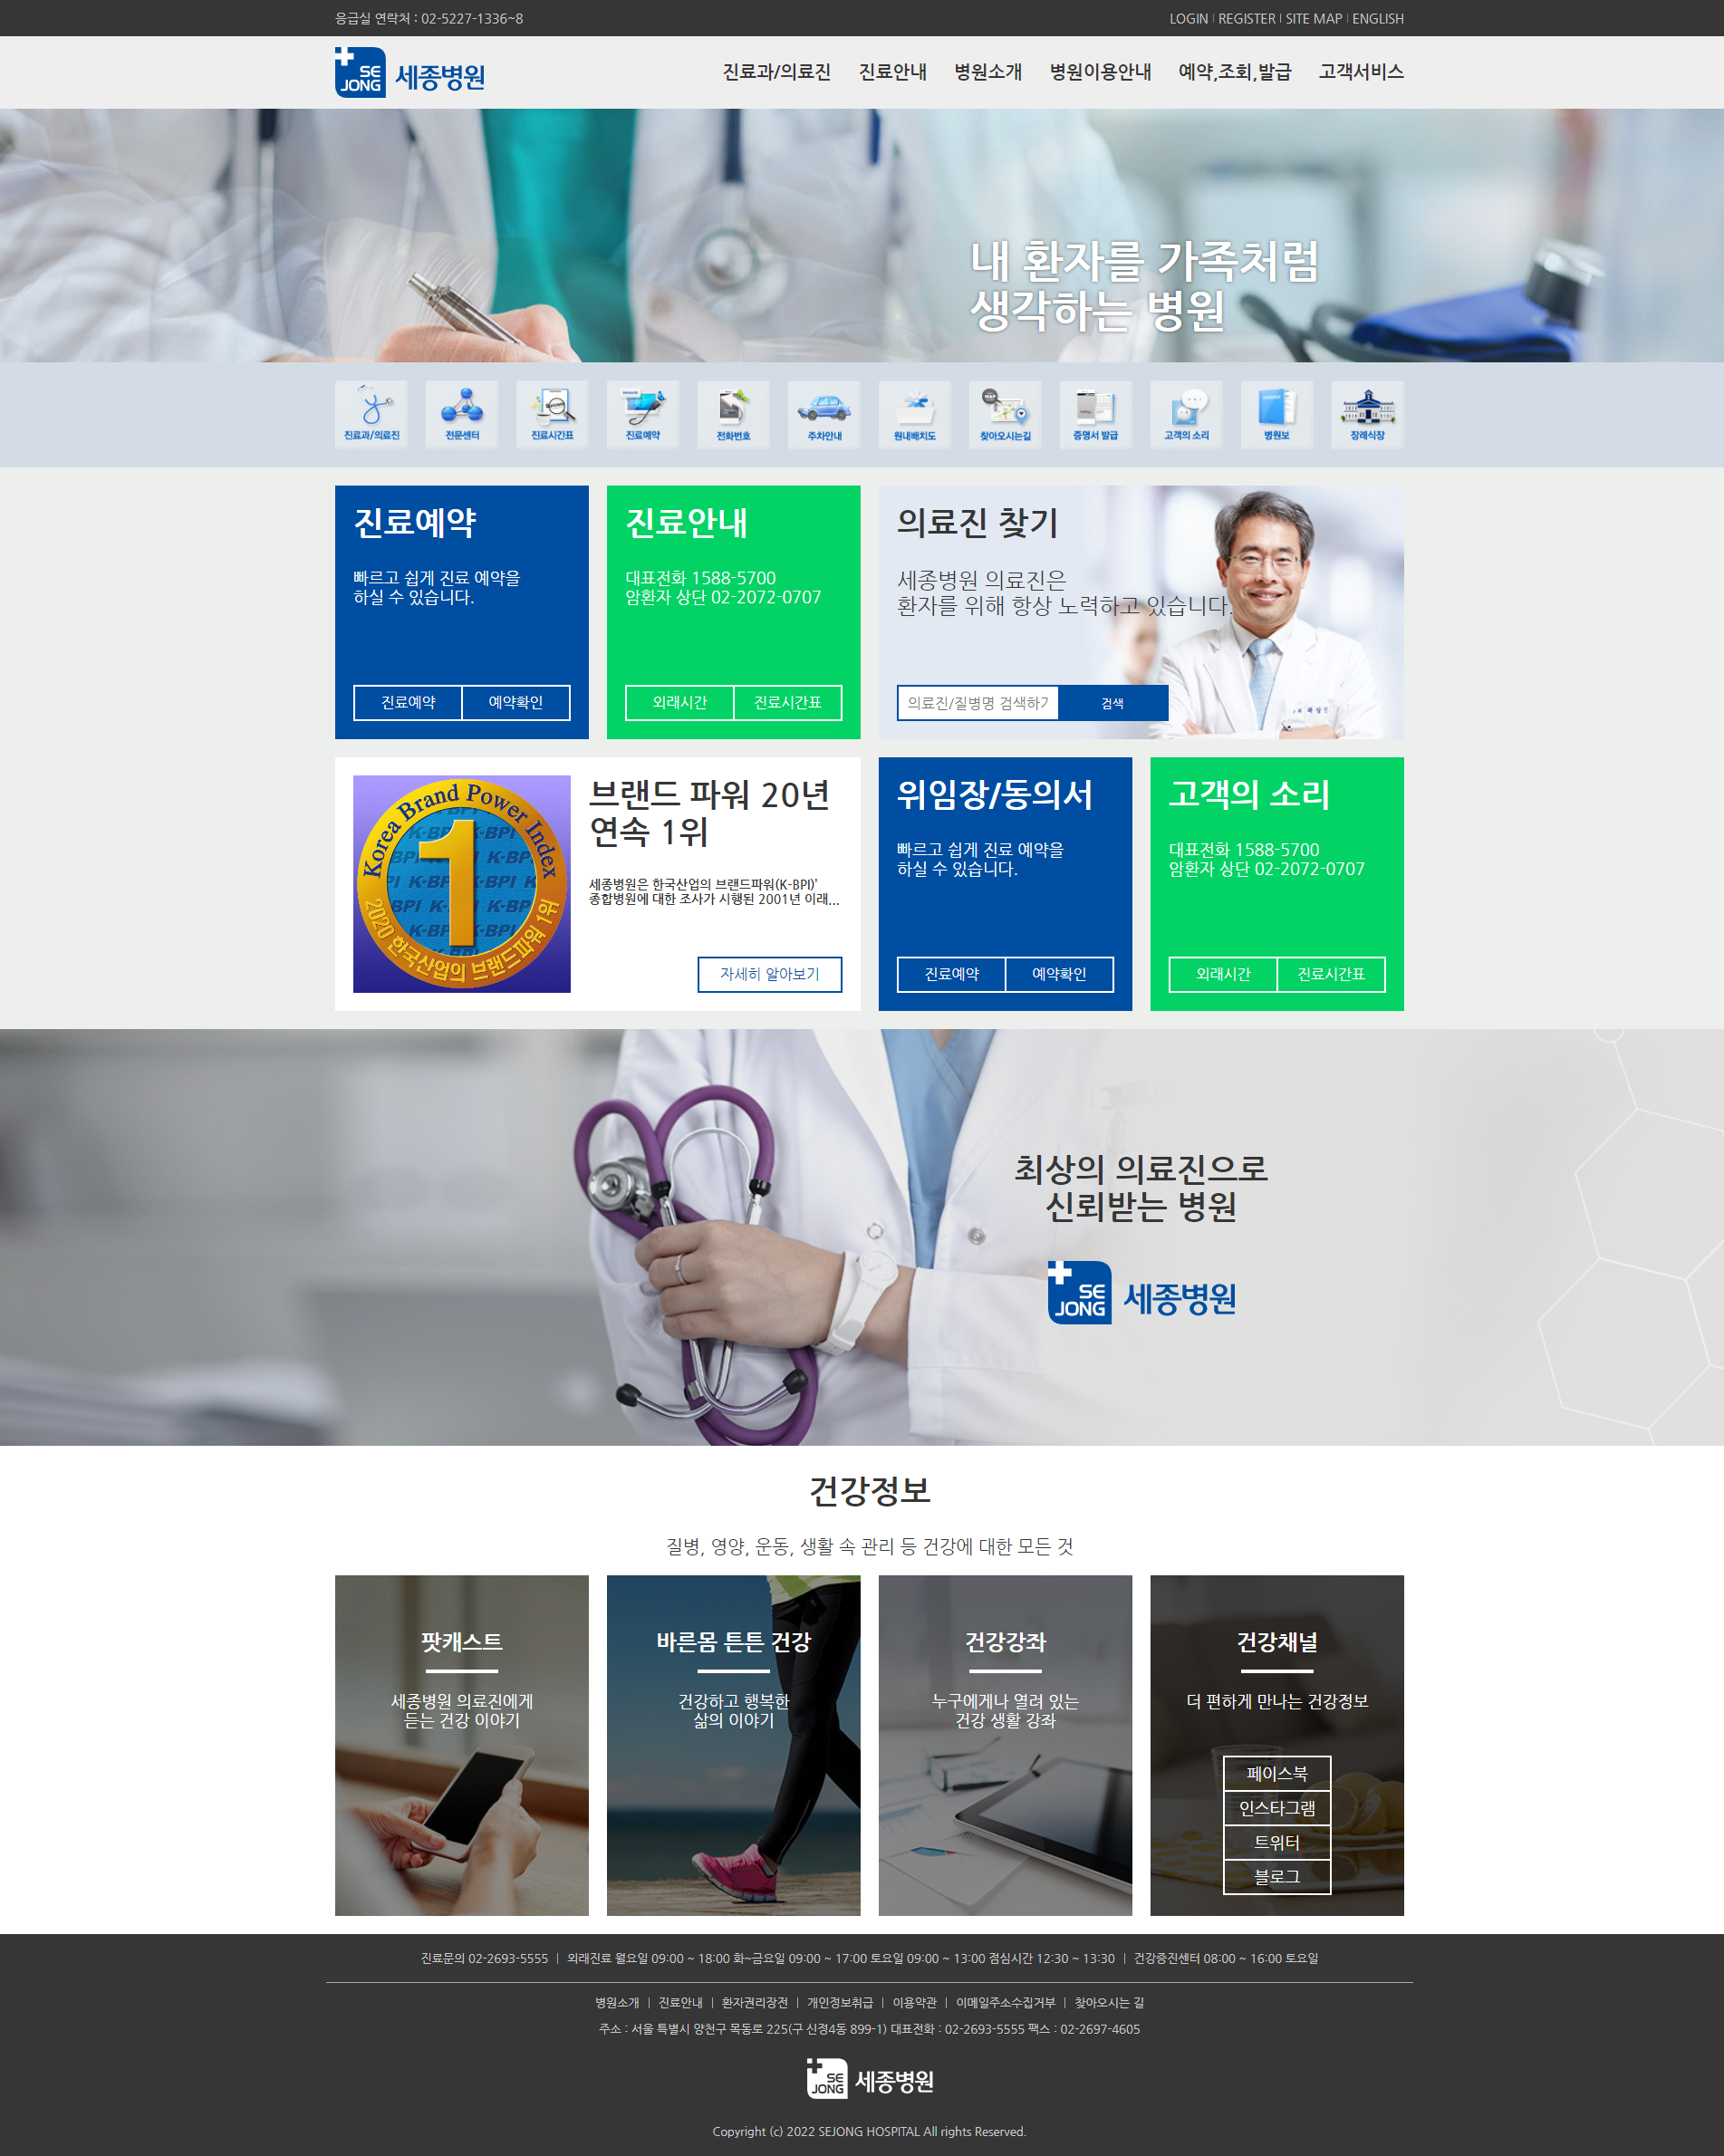 응급실 연락처 : 02-5227-1336~8
LOGIN | REGISTER | SITE MAP | ENGLISH
SE JONG 세종병원
진료과/의료진 진료안내 병원소개 병원이용안내 예약,조회,발급 고객서비스
내 환자를 가족처럼
생각하는 병원
진료과/의료진 전문센터 진료시간표 진료예약 전화번호 주차안내 원내배치도 찾아오시는길 증명서 발급 고객의 소리 병원보 장례식장
진료예약
빠르고 쉽게 진료 예약을
하실 수 있습니다.
진료예약 예약확인
진료안내
대표전화 1588-5700
암환자 상단 02-2072-0707
외래시간 진료시간표
의료진 찾기
세종병원 의료진은
환자를 위해 항상 노력하고 있습니다.
의료진/질병명 검색하기 검색
Korea Brand Power Index
K-BPI
1
2020 한국산업의 브랜드파워 1위
브랜드 파워 20년
연속 1위
세종병원은 한국산업의 브랜드파워(K-BPI)’
종합병원에 대한 조사가 시행된 2001년 이래...
자세히 알아보기
위임장/동의서
빠르고 쉽게 진료 예약을
하실 수 있습니다.
진료예약 예약확인
고객의 소리
대표전화 1588-5700
암환자 상단 02-2072-0707
외래시간 진료시간표
최상의 의료진으로
신뢰받는 병원
SE JONG 세종병원
건강정보
질병, 영양, 운동, 생활 속 관리 등 건강에 대한 모든 것
팟캐스트
세종병원 의료진에게
듣는 건강 이야기
바른몸 튼튼 건강
건강하고 행복한
삶의 이야기
건강강좌
누구에게나 열려 있는
건강 생활 강좌
건강채널
더 편하게 만나는 건강정보
페이스북
인스타그램
트위터
블로그
진료문의 02-2693-5555 | 외래진료 월요일 09:00 ~ 18:00 화~금요일 09:00 ~ 17:00 토요일 09:00 ~ 13:00 점심시간 12:30 ~ 13:30 | 건강증진센터 08:00 ~ 16:00 토요일
병원소개 | 진료안내 | 환자권리장전 | 개인정보취급 | 이용약관 | 이메일주소수집거부 | 찾아오시는 길
주소 : 서울 특별시 양천구 목동로 225(구 신정4동 899-1) 대표전화 : 02-2693-5555 팩스 : 02-2697-4605
SE JONG 세종병원
Copyright (c) 2022 SEJONG HOSPITAL All rights Reserved.